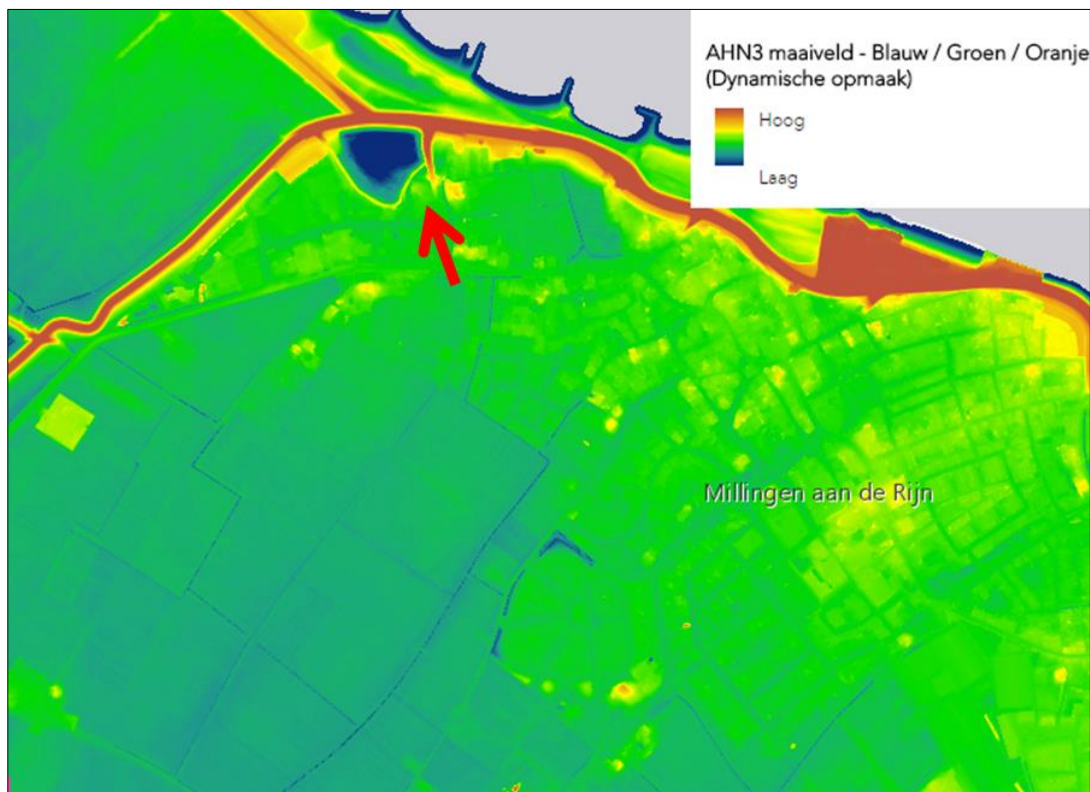 AHN3 maaiveld - Blauw / Groen / Oranje
(Dynamische opmaak)
Hoog
Laag
Millingen aan de Rijn